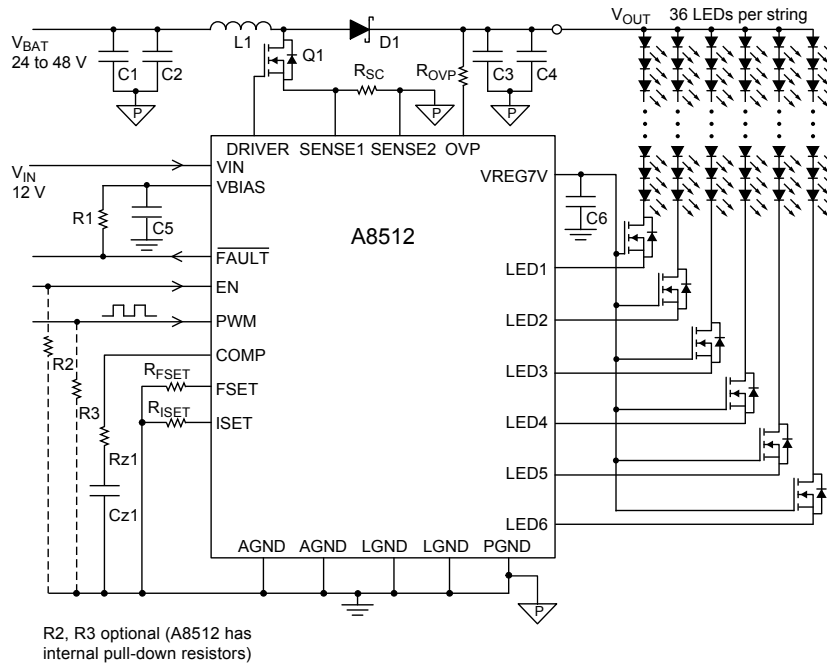 V_OUT 36 LEDs per string
L1
D1
V_BAT
24 to 48 V
Q1
C1 C2
R_SC
R_OVP
C3 C4
P P P
DRIVER SENSE1 SENSE2 OVP
V_IN
12 V
VIN
VBIAS
VREG7V
R1
C5
C6
A8512
FAULT
LED1
EN
PWM
LED2
R2
COMP
R_FSET
FSET
LED3
R3
R_ISET
ISET
LED4
Rz1
LED5
Cz1
LED6
AGND AGND LGND LGND PGND
P
R2, R3 optional (A8512 has
internal pull-down resistors)